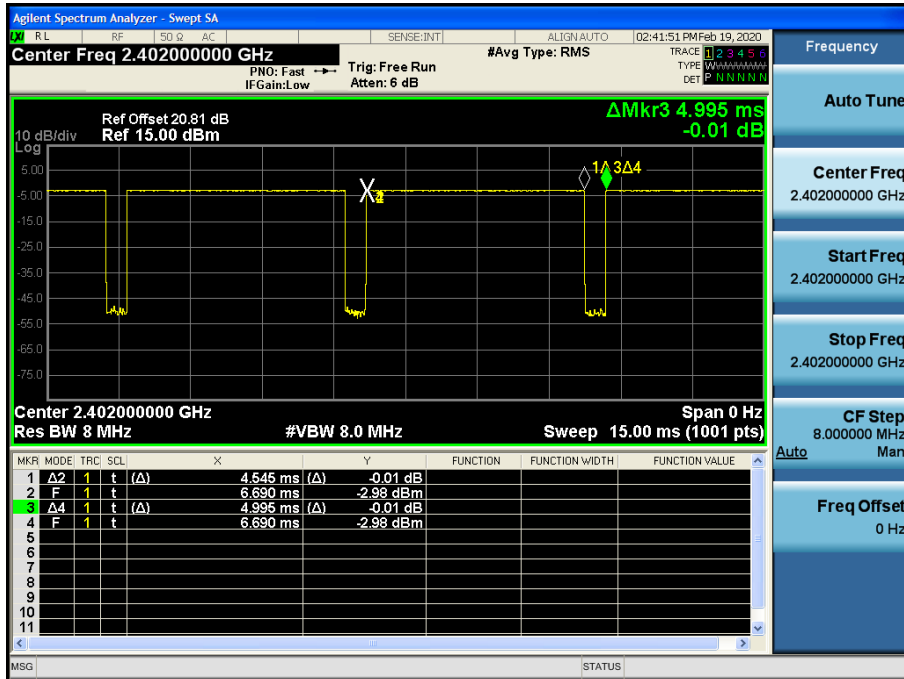 Agilent Spectrum Analyzer - Swept SA
LXI RL RF 50 Ω AC SENSE:INT ALIGN AUTO 02:41:51 PM Feb 19, 2020
Center Freq 2.402000000 GHz
PNO: Fast
IFGain:Low
Trig: Free Run
Atten: 6 dB
#Avg Type: RMS
TRACE 1 2 3 4 5 6
TYPE WWWWWW
DET P N N N N N
ΔMkr3 4.995 ms
-0.01 dB
Ref Offset 20.81 dB
10 dB/div Ref 15.00 dBm
Log
5.00
-5.00
-15.0
-25.0
-35.0
-45.0
-55.0
-65.0
-75.0
1Δ 3Δ4
Center 2.402000000 GHz Span 0 Hz
Res BW 8 MHz #VBW 8.0 MHz Sweep 15.00 ms (1001 pts)
MKR MODE TRC SCL X Y FUNCTION FUNCTION WIDTH FUNCTION VALUE
1 Δ2 1 t (Δ) 4.545 ms (Δ) -0.01 dB
2 F 1 t 6.690 ms -2.98 dBm
3 Δ4 1 t (Δ) 4.995 ms (Δ) -0.01 dB
4 F 1 t 6.690 ms -2.98 dBm
5
6
7
8
9
10
11
MSG STATUS
Frequency
Auto Tune
Center Freq
2.402000000 GHz
Start Freq
2.402000000 GHz
Stop Freq
2.402000000 GHz
CF Step
8.000000 MHz
Auto Man
Freq Offset
0 Hz